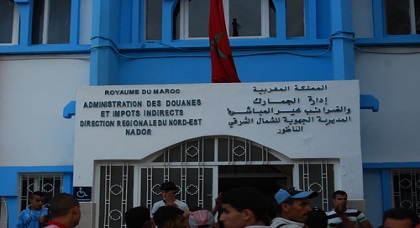 ROYAUME DU MAROC
ADMINISTRATION DES DOUANES
ET IMPOTS INDIRECTS
DIRECTION REGIONALE DU NORD-EST
NADOR
المملكة المغربية
إدارة الجمارك
والضرائب غير المباشرة
المديرية الجهوية للشمال الشرقي
الناظور